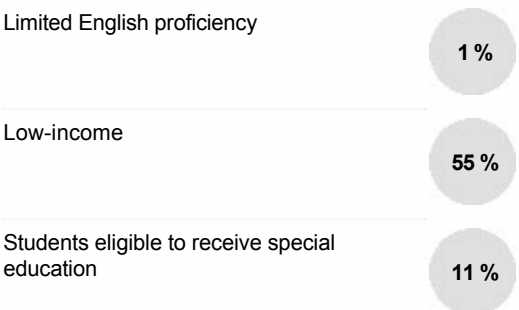 Limited English proficiency
1 %
Low-income
55 %
Students eligible to receive special
education
11 %